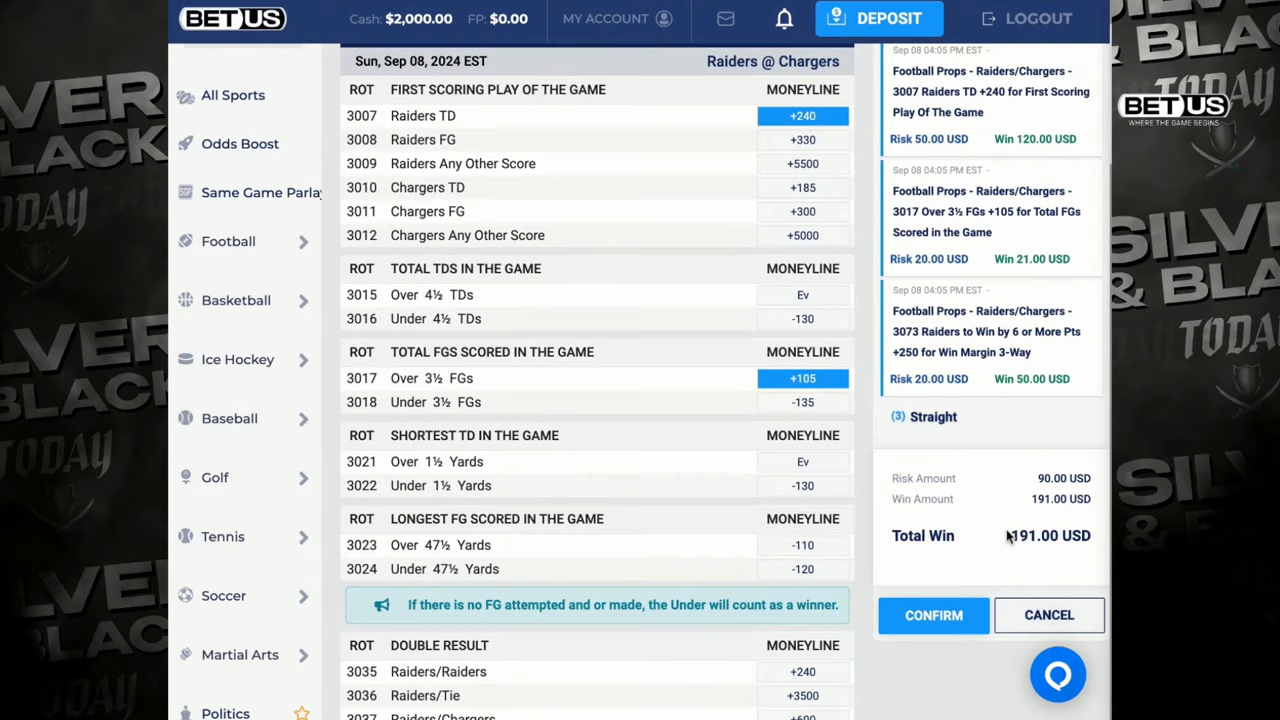 BETUS
Cash: $2,000.00 FP: $0.00
MY ACCOUNT
DEPOSIT
LOGOUT
All Sports
Odds Boost
SGP Same Game Parlay
Football
Basketball
Ice Hockey
Baseball
Golf
Tennis
Soccer
Martial Arts
Politics
Sun, Sep 08, 2024 EST Raiders @ Chargers
ROT FIRST SCORING PLAY OF THE GAME MONEYLINE
3007 Raiders TD +240
3008 Raiders FG +330
3009 Raiders Any Other Score +5500
3010 Chargers TD +185
3011 Chargers FG +300
3012 Chargers Any Other Score +5000
ROT TOTAL TDS IN THE GAME MONEYLINE
3015 Over 4½ TDs Ev
3016 Under 4½ TDs -130
ROT TOTAL FGS SCORED IN THE GAME MONEYLINE
3017 Over 3½ FGs +105
3018 Under 3½ FGs -135
ROT SHORTEST TD IN THE GAME MONEYLINE
3021 Over 1½ Yards Ev
3022 Under 1½ Yards -130
ROT LONGEST FG SCORED IN THE GAME MONEYLINE
3023 Over 47½ Yards -110
3024 Under 47½ Yards -120
If there is no FG attempted and or made, the Under will count as a winner.
ROT DOUBLE RESULT MONEYLINE
3035 Raiders/Raiders +240
3036 Raiders/Tie +3500
3037 Raiders/Chargers +600
Sep 08 04:05 PM EST -
Football Props - Raiders/Chargers -
3007 Raiders TD +240 for First Scoring
Play Of The Game
Risk 50.00 USD Win 120.00 USD
Sep 08 04:05 PM EST -
Football Props - Raiders/Chargers -
3017 Over 3½ FGs +105 for Total FGs
Scored in the Game
Risk 20.00 USD Win 21.00 USD
Sep 08 04:05 PM EST -
Football Props - Raiders/Chargers -
3073 Raiders to Win by 6 or More Pts
+250 for Win Margin 3-Way
Risk 20.00 USD Win 50.00 USD
(3) Straight
Risk Amount 90.00 USD
Win Amount 191.00 USD
Total Win 191.00 USD
CONFIRM
CANCEL
BETUS
WHERE THE GAME BEGINS
SILVER
& BLACK
TODAY